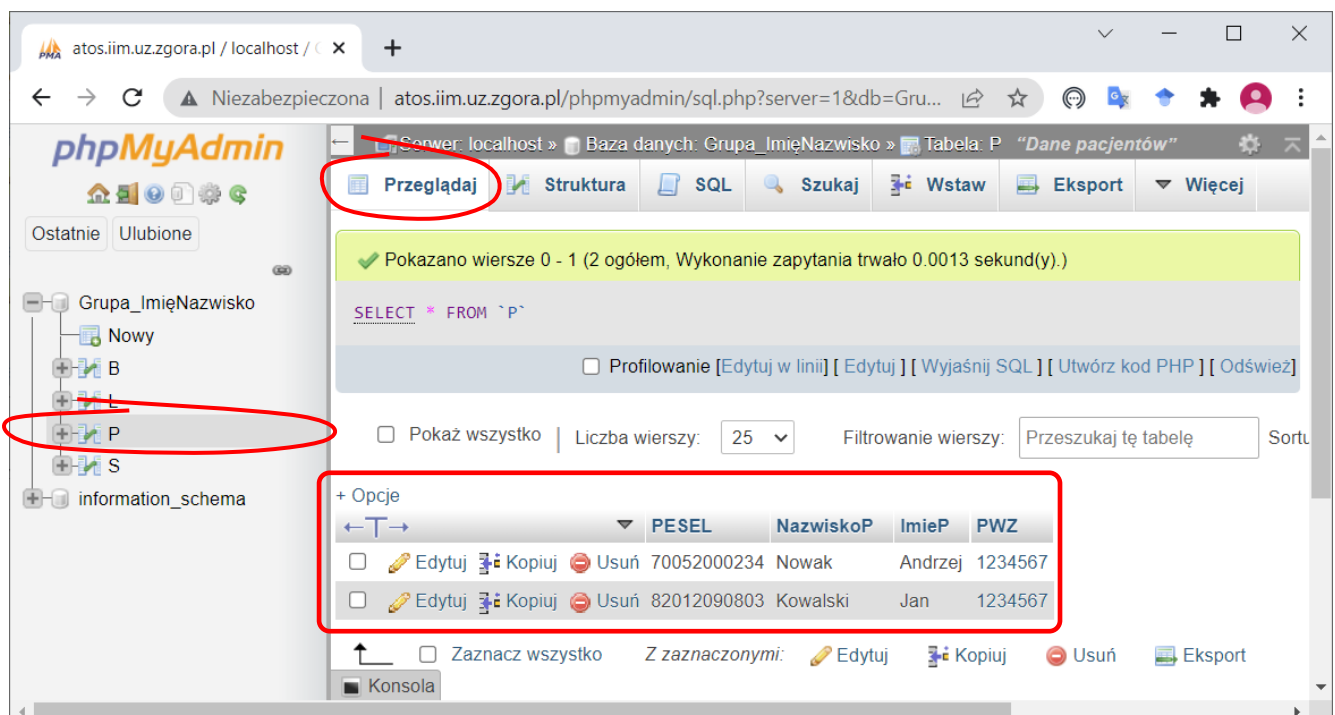 atos.iim.uz.zgora.pl / localhost /
Niezabezpieczona | atos.iim.uz.zgora.pl/phpmyadmin/sql.php?server=1&db=Gru...
phpMyAdmin
Ostatnie Ulubione
Grupa_ImięNazwisko
Nowy
B
L
P
S
information_schema
Serwer: localhost » Baza danych: Grupa_ImięNazwisko » Tabela: P "Dane pacjentów"
Przeglądaj Struktura SQL Szukaj Wstaw Eksport Więcej
Pokazano wiersze 0 - 1 (2 ogółem, Wykonanie zapytania trwało 0.0013 sekund(y).)
SELECT * FROM `P`
Profilowanie [Edytuj w linii] [ Edytuj ] [ Wyjaśnij SQL ] [ Utwórz kod PHP ] [ Odśwież]
Pokaż wszystko | Liczba wierszy: 25 Filtrowanie wierszy: Przeszukaj tę tabelę Sortu
+ Opcje
←T→ PESEL NazwiskoP ImieP PWZ
Edytuj Kopiuj Usuń 70052000234 Nowak Andrzej 1234567
Edytuj Kopiuj Usuń 82012090803 Kowalski Jan 1234567
Zaznacz wszystko Z zaznaczonymi: Edytuj Kopiuj Usuń Eksport
Konsola